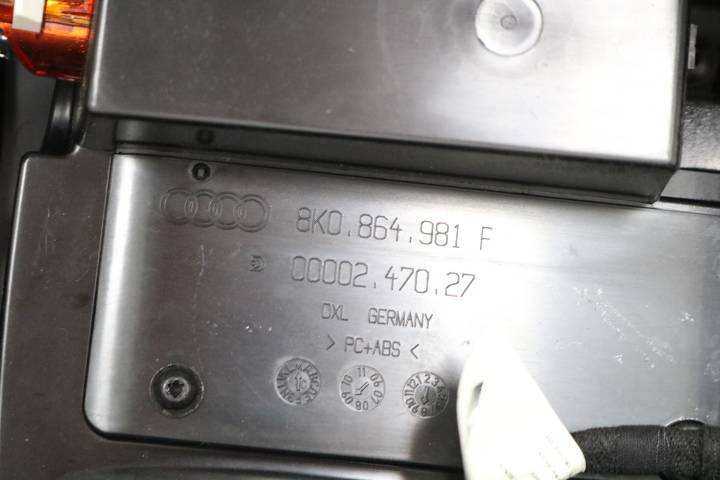 8K0.864.981 F
00002.470.27
DXL GERMANY
> PC+ABS <